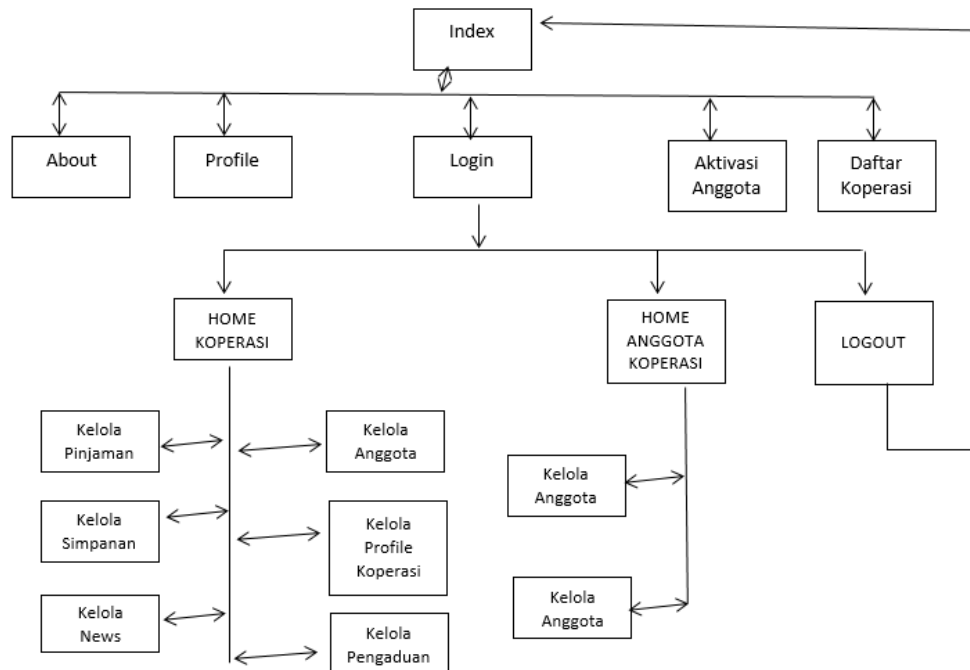 Index
About
Profile
Login
Aktivasi
Anggota
Daftar
Koperasi
HOME
KOPERASI
HOME
ANGGOTA
KOPERASI
LOGOUT
Kelola
Pinjaman
Kelola
Anggota
Kelola
Anggota
Kelola
Simpanan
Kelola
Profile
Koperasi
Kelola
Anggota
Kelola
News
Kelola
Pengaduan